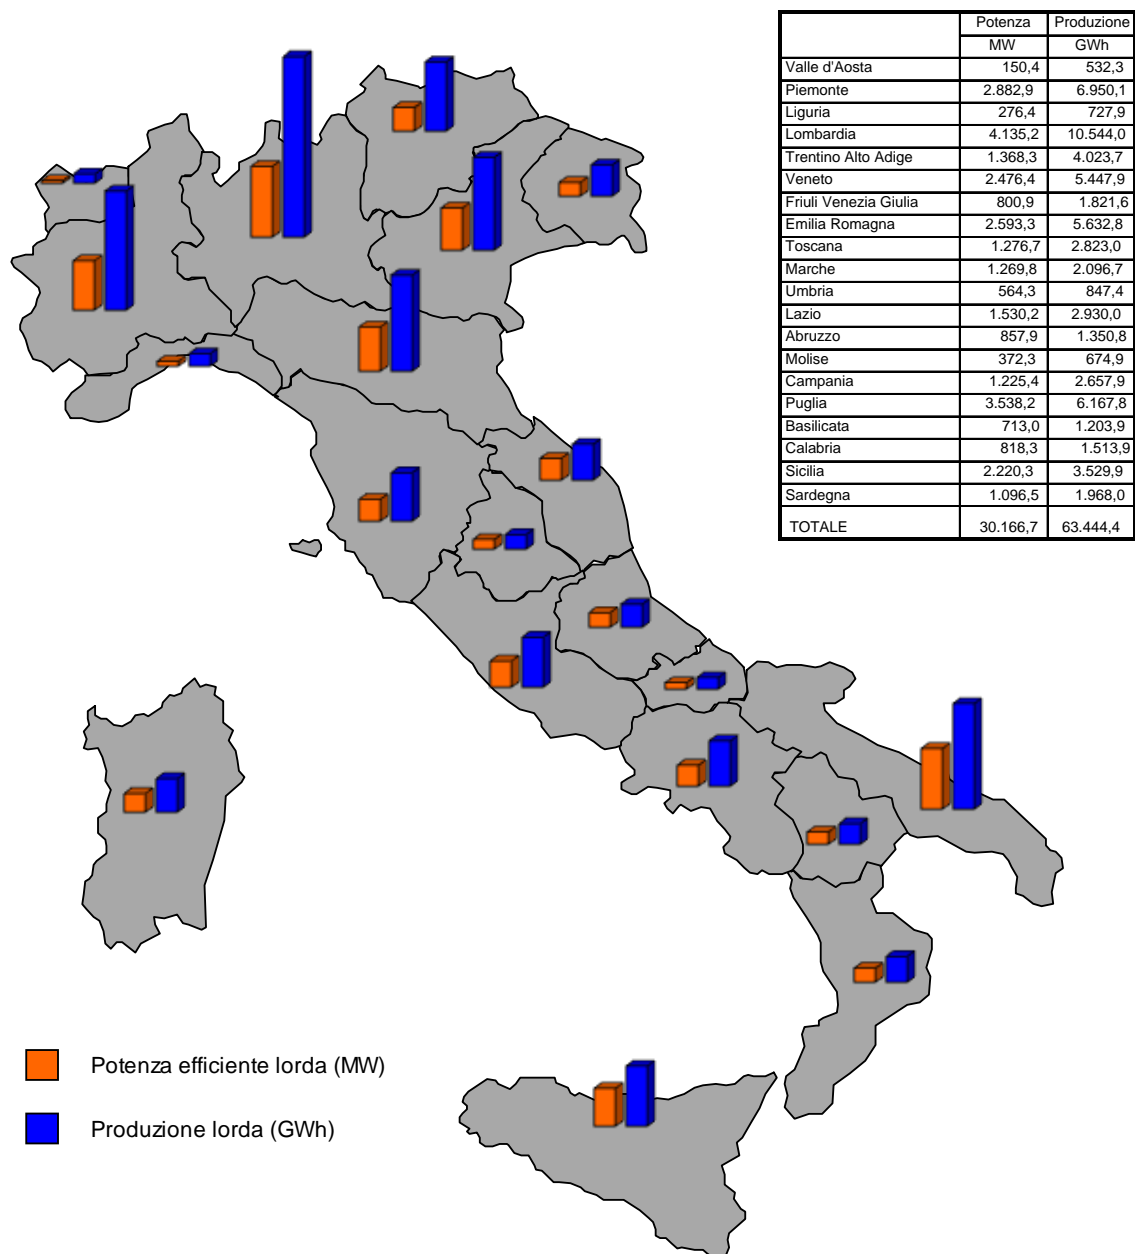 Potenza Produzione
MW GWh
Valle d'Aosta 150,4 532,3
Piemonte 2.882,9 6.950,1
Liguria 276,4 727,9
Lombardia 4.135,2 10.544,0
Trentino Alto Adige 1.368,3 4.023,7
Veneto 2.476,4 5.447,9
Friuli Venezia Giulia 800,9 1.821,6
Emilia Romagna 2.593,3 5.632,8
Toscana 1.276,7 2.823,0
Marche 1.269,8 2.096,7
Umbria 564,3 847,4
Lazio 1.530,2 2.930,0
Abruzzo 857,9 1.350,8
Molise 372,3 674,9
Campania 1.225,4 2.657,9
Puglia 3.538,2 6.167,8
Basilicata 713,0 1.203,9
Calabria 818,3 1.513,9
Sicilia 2.220,3 3.529,9
Sardegna 1.096,5 1.968,0
TOTALE 30.166,7 63.444,4
Potenza efficiente lorda (MW)
Produzione lorda (GWh)